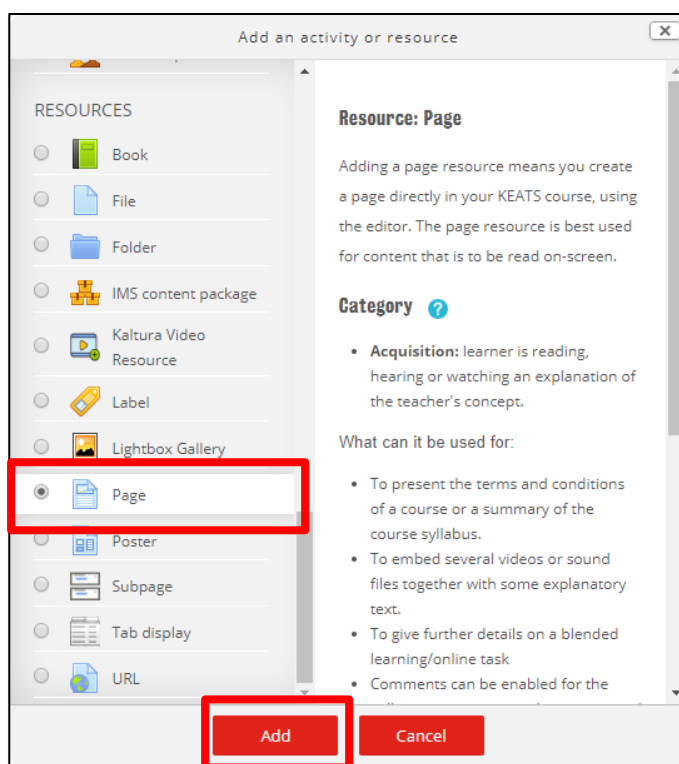 Add an activity or resource
RESOURCES
Book
File
Folder
IMS content package
Kaltura Video
Resource
Label
Lightbox Gallery
Page
Poster
Subpage
Tab display
URL
Resource: Page
Adding a page resource means you create
a page directly in your KEATS course, using
the editor. The page resource is best used
for content that is to be read on-screen.
Category ?
• Acquisition: learner is reading,
hearing or watching an explanation of
the teacher's concept.
What can it be used for:
• To present the terms and conditions
of a course or a summary of the
course syllabus.
• To embed several videos or sound
files together with some explanatory
text.
• To give further details on a blended
learning/online task
• Comments can be enabled for the
Add
Cancel